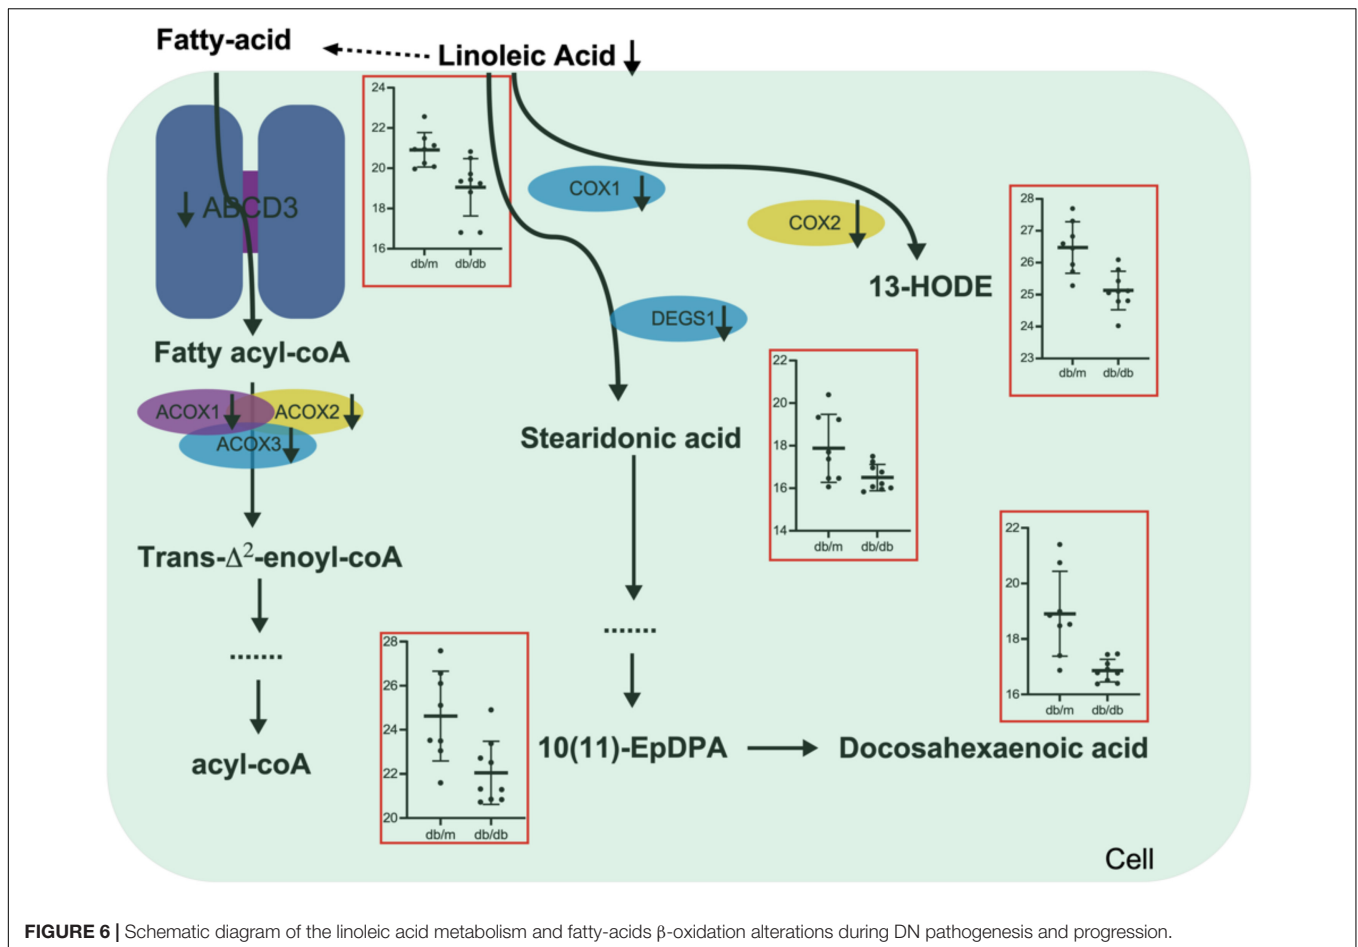 Fatty-acid
Linoleic Acid
24
22
20
18
16
db/m db/db
ABCD3
COX1
COX2
13-HODE
28
27
26
25
24
23
db/m db/db
DEGS1
Fatty acyl-coA
ACOX1
ACOX2
ACOX3
22
20
18
16
14
db/m db/db
Stearidonic acid
Trans-Δ²-enoyl-coA
22
20
18
16
db/m db/db
28
26
24
22
20
db/m db/db
acyl-coA
10(11)-EpDPA
Docosahexaenoic acid
Cell
FIGURE 6 | Schematic diagram of the linoleic acid metabolism and fatty-acids β-oxidation alterations during DN pathogenesis and progression.